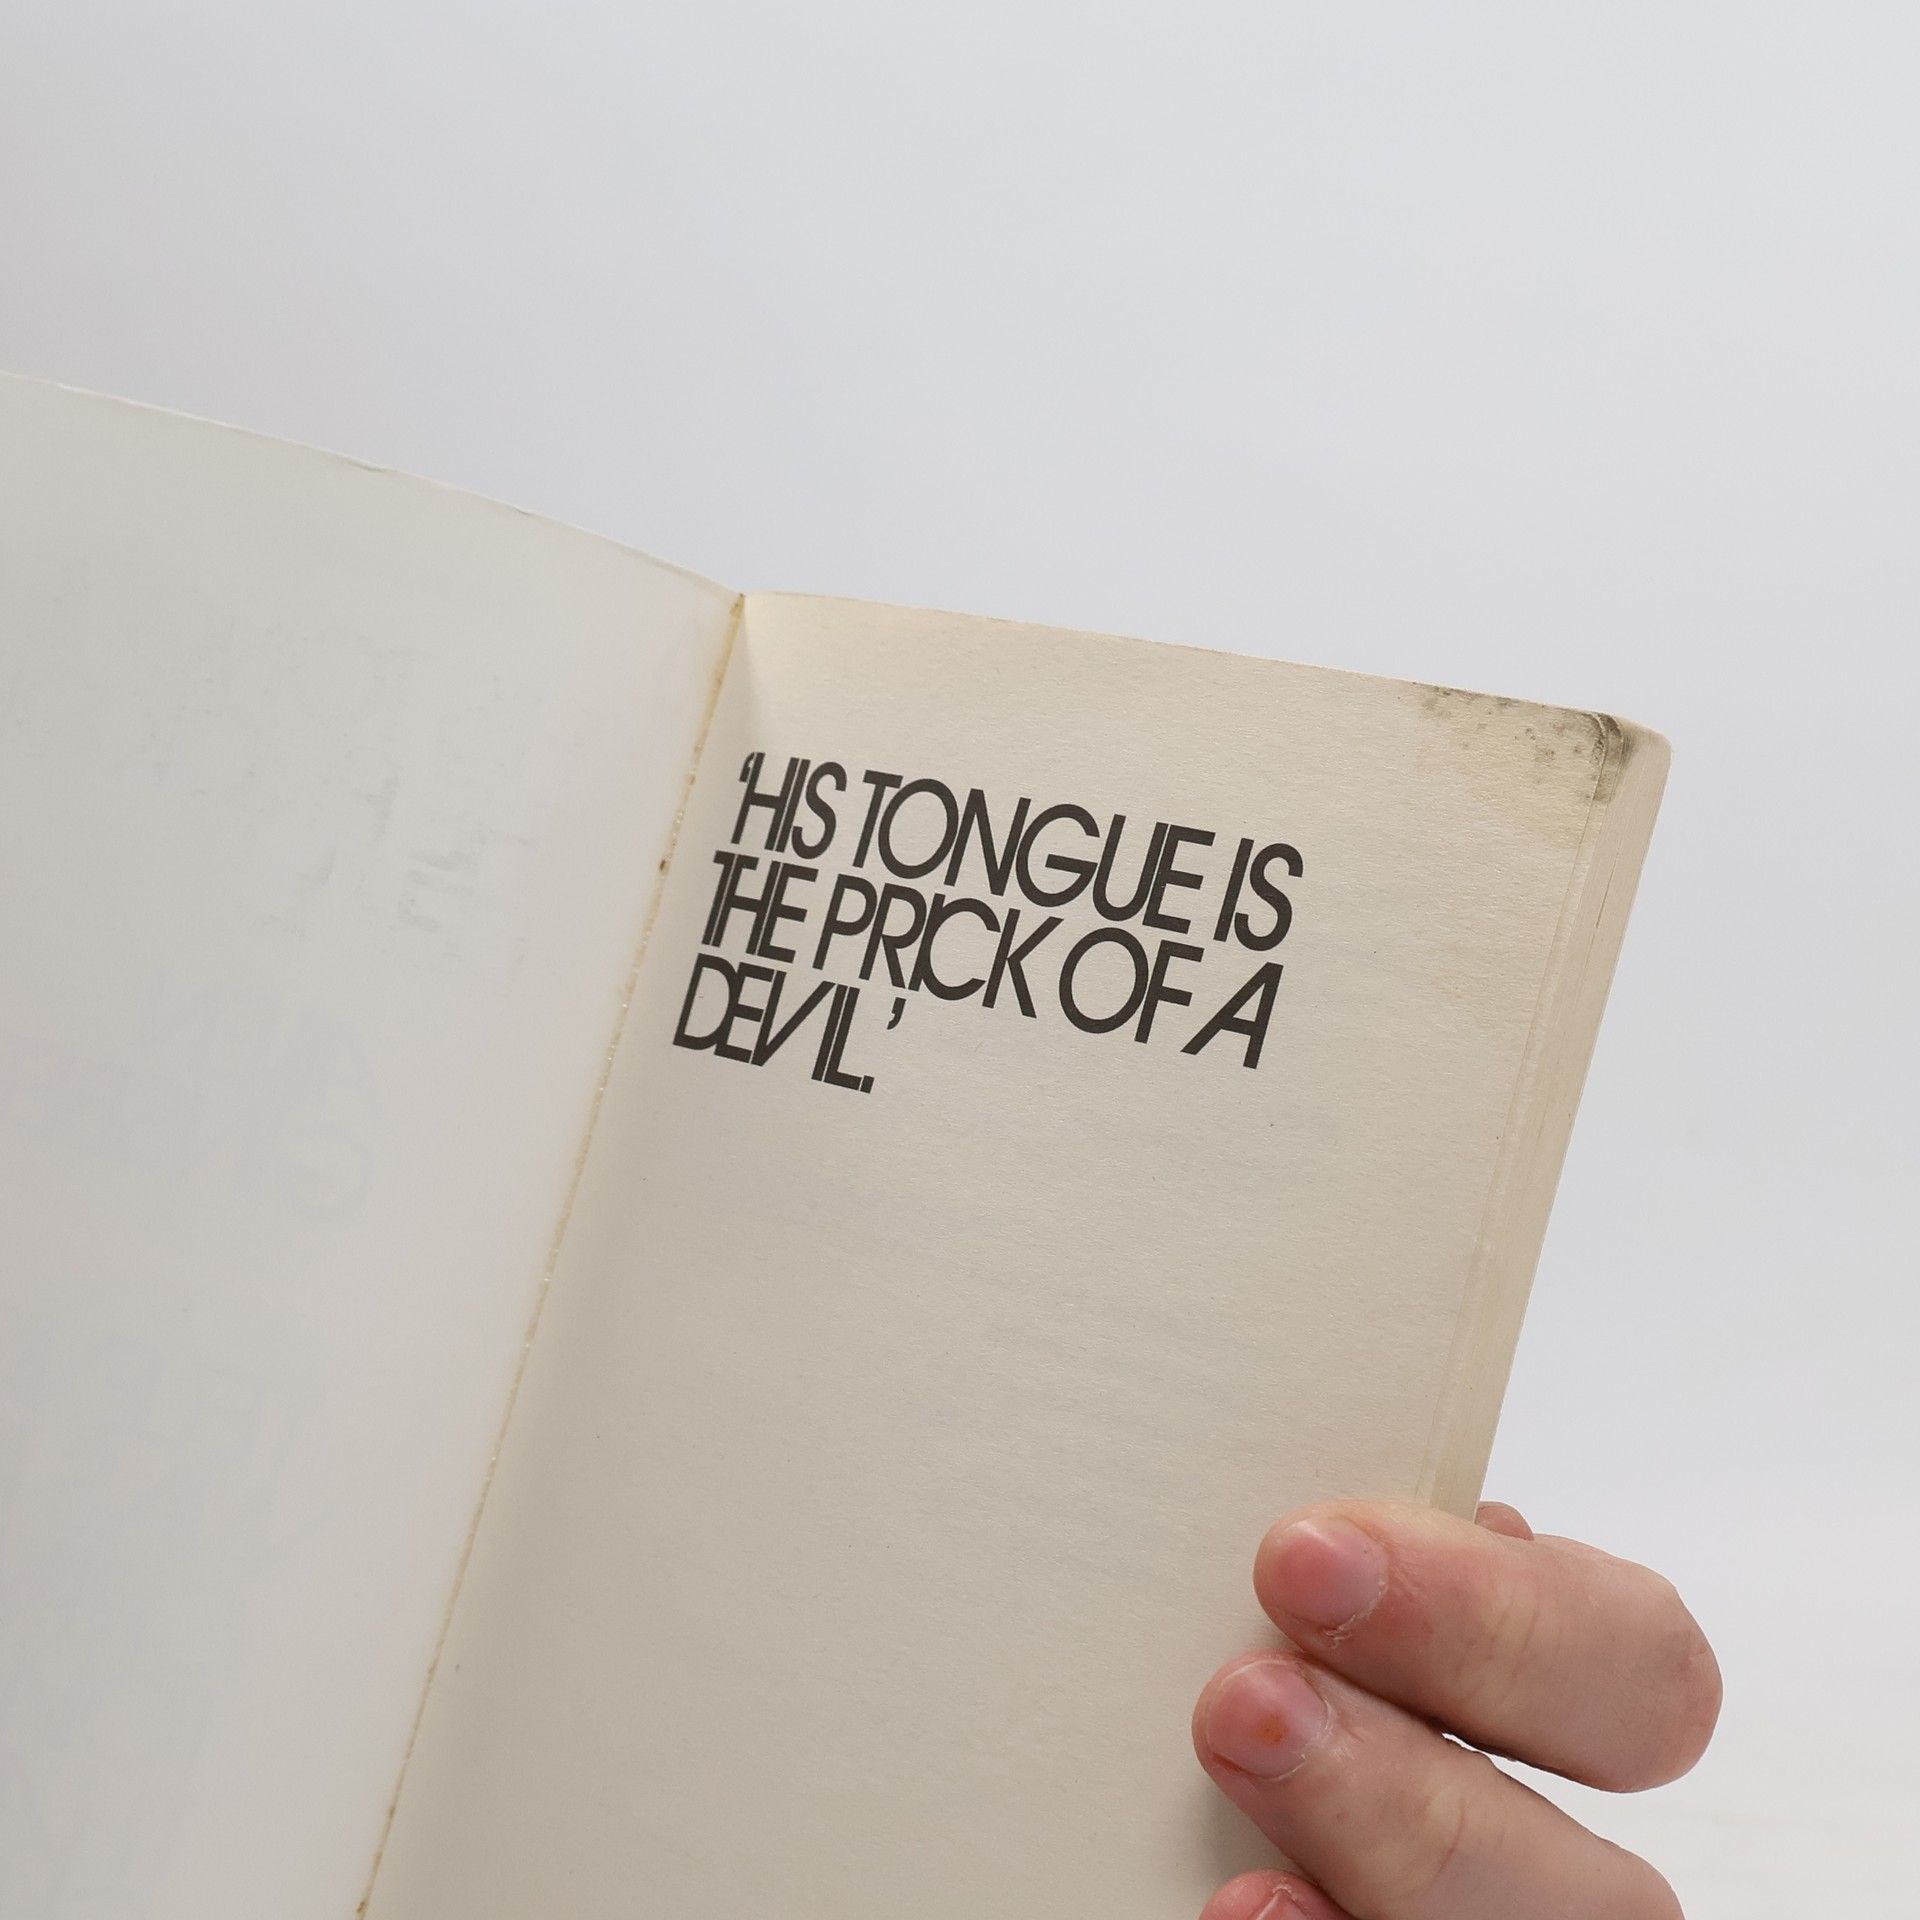 ‘HIS TONGUE IS
THE PRICK OF A
DEVIL.’